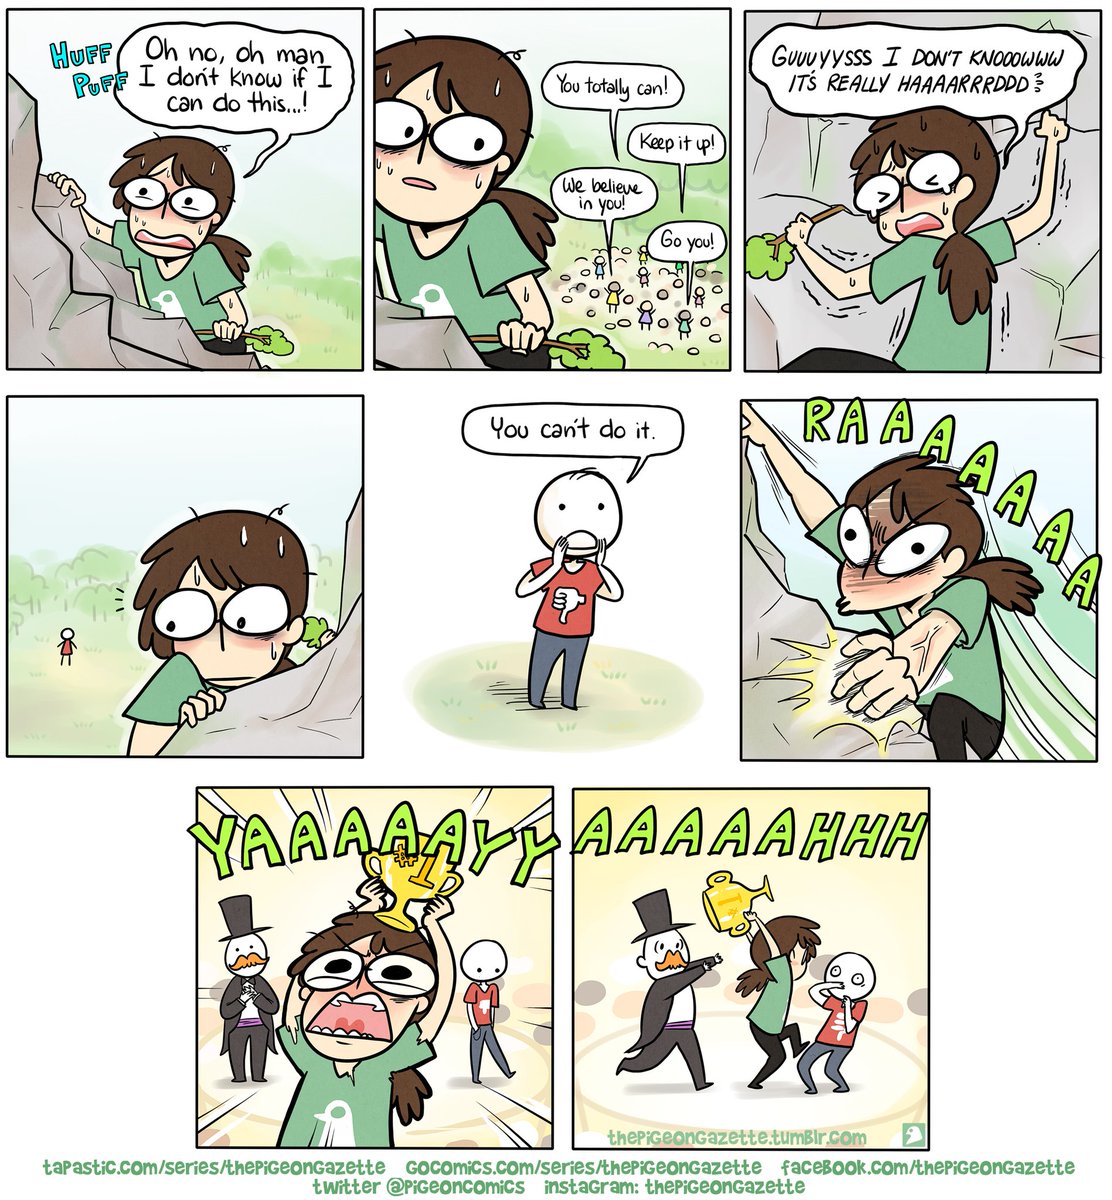 HUFF
PUFF
Oh no, oh man
I don't know if I
can do this...!
You totally can!
Keep it up!
We believe
in you!
Go you!
GUUUYYYSSS I DON'T KNOOOWWW
IT'S REALLY HAAAARRRDDD?
You can't do it.
RAAAAAAAA
YAAAAAAYY
#1
AAAAAAHHH
thepigeongazette.tumblr.com
tapastic.com/series/thepigeongazette gocomics.com/series/thepigeongazette facebook.com/thepigeongazette
twitter @pigeoncomics instagram: thepigeongazette